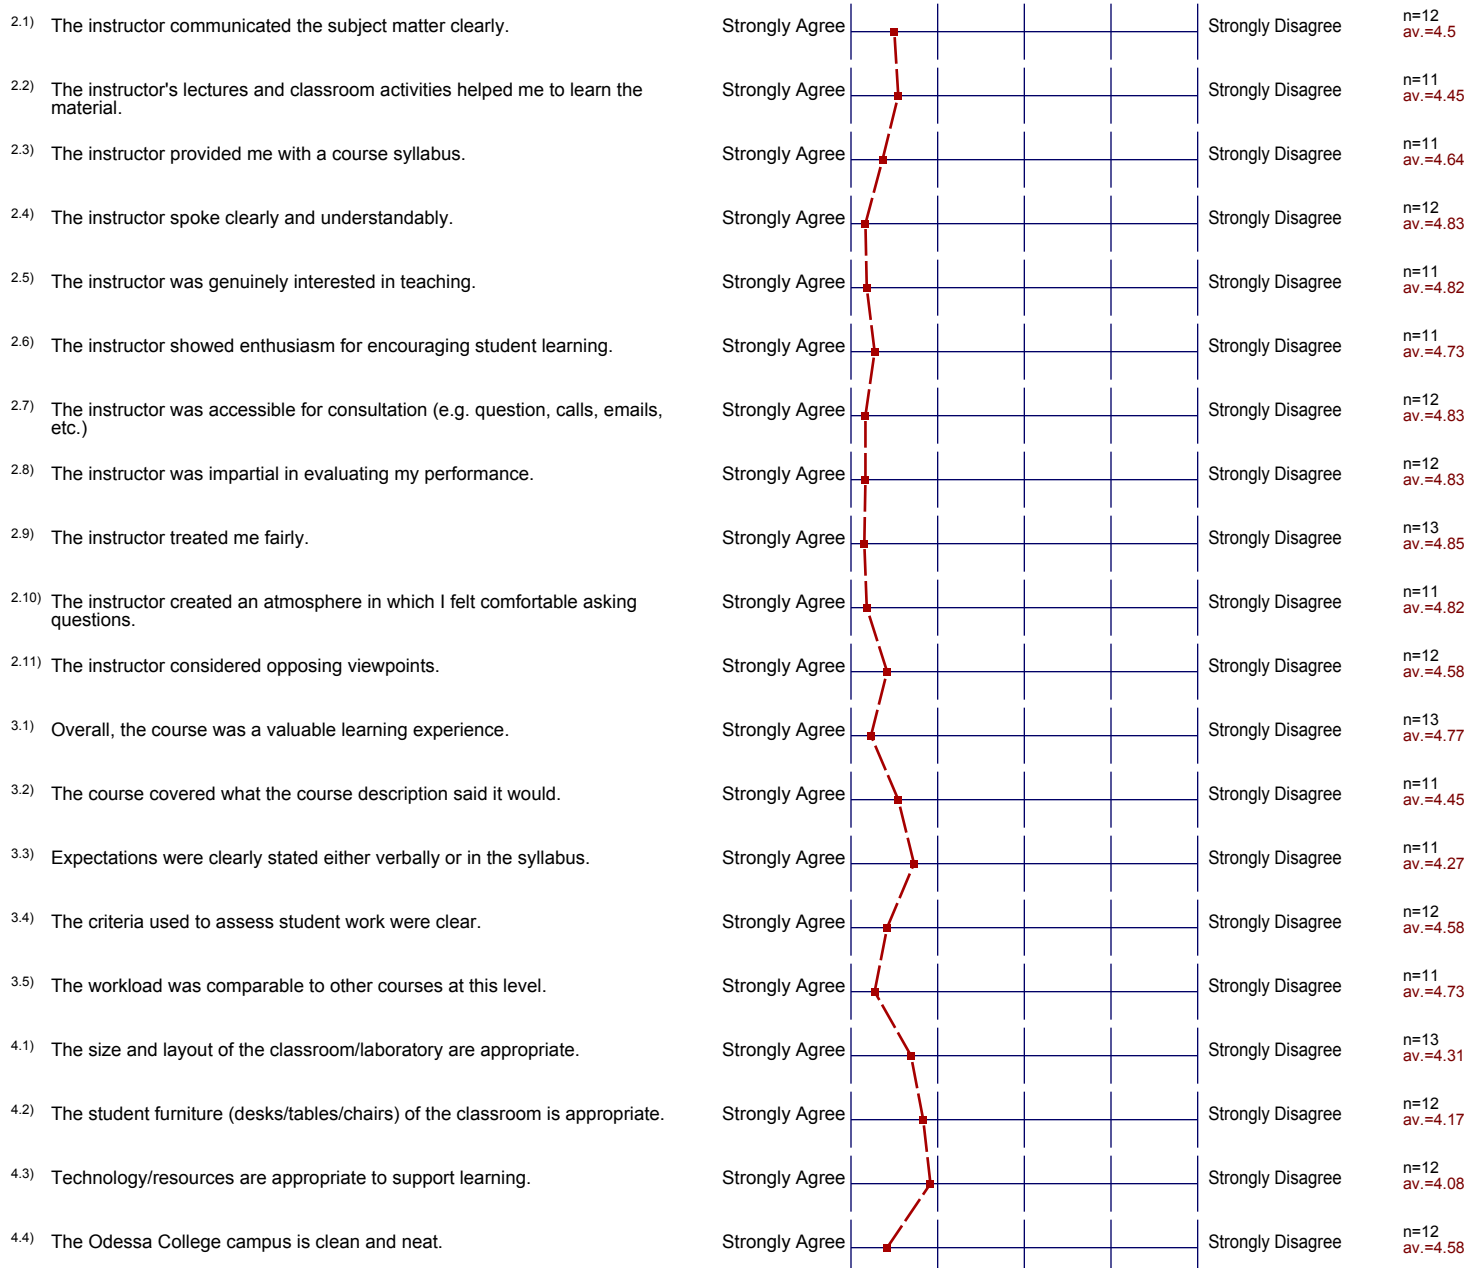 2.1) The instructor communicated the subject matter clearly. Strongly Agree Strongly Disagree n=12
av.=4.5
2.2) The instructor's lectures and classroom activities helped me to learn the Strongly Agree Strongly Disagree n=11
material. av.=4.45
2.3) The instructor provided me with a course syllabus. Strongly Agree Strongly Disagree n=11
av.=4.64
2.4) The instructor spoke clearly and understandably. Strongly Agree Strongly Disagree n=12
av.=4.83
2.5) The instructor was genuinely interested in teaching. Strongly Agree Strongly Disagree n=11
av.=4.82
2.6) The instructor showed enthusiasm for encouraging student learning. Strongly Agree Strongly Disagree n=11
av.=4.73
2.7) The instructor was accessible for consultation (e.g. question, calls, emails, Strongly Agree Strongly Disagree n=12
etc.) av.=4.83
2.8) The instructor was impartial in evaluating my performance. Strongly Agree Strongly Disagree n=12
av.=4.83
2.9) The instructor treated me fairly. Strongly Agree Strongly Disagree n=13
av.=4.85
2.10) The instructor created an atmosphere in which I felt comfortable asking Strongly Agree Strongly Disagree n=11
questions. av.=4.82
2.11) The instructor considered opposing viewpoints. Strongly Agree Strongly Disagree n=12
av.=4.58
3.1) Overall, the course was a valuable learning experience. Strongly Agree Strongly Disagree n=13
av.=4.77
3.2) The course covered what the course description said it would. Strongly Agree Strongly Disagree n=11
av.=4.45
3.3) Expectations were clearly stated either verbally or in the syllabus. Strongly Agree Strongly Disagree n=11
av.=4.27
3.4) The criteria used to assess student work were clear. Strongly Agree Strongly Disagree n=12
av.=4.58
3.5) The workload was comparable to other courses at this level. Strongly Agree Strongly Disagree n=11
av.=4.73
4.1) The size and layout of the classroom/laboratory are appropriate. Strongly Agree Strongly Disagree n=13
av.=4.31
4.2) The student furniture (desks/tables/chairs) of the classroom is appropriate. Strongly Agree Strongly Disagree n=12
av.=4.17
4.3) Technology/resources are appropriate to support learning. Strongly Agree Strongly Disagree n=12
av.=4.08
4.4) The Odessa College campus is clean and neat. Strongly Agree Strongly Disagree n=12
av.=4.58